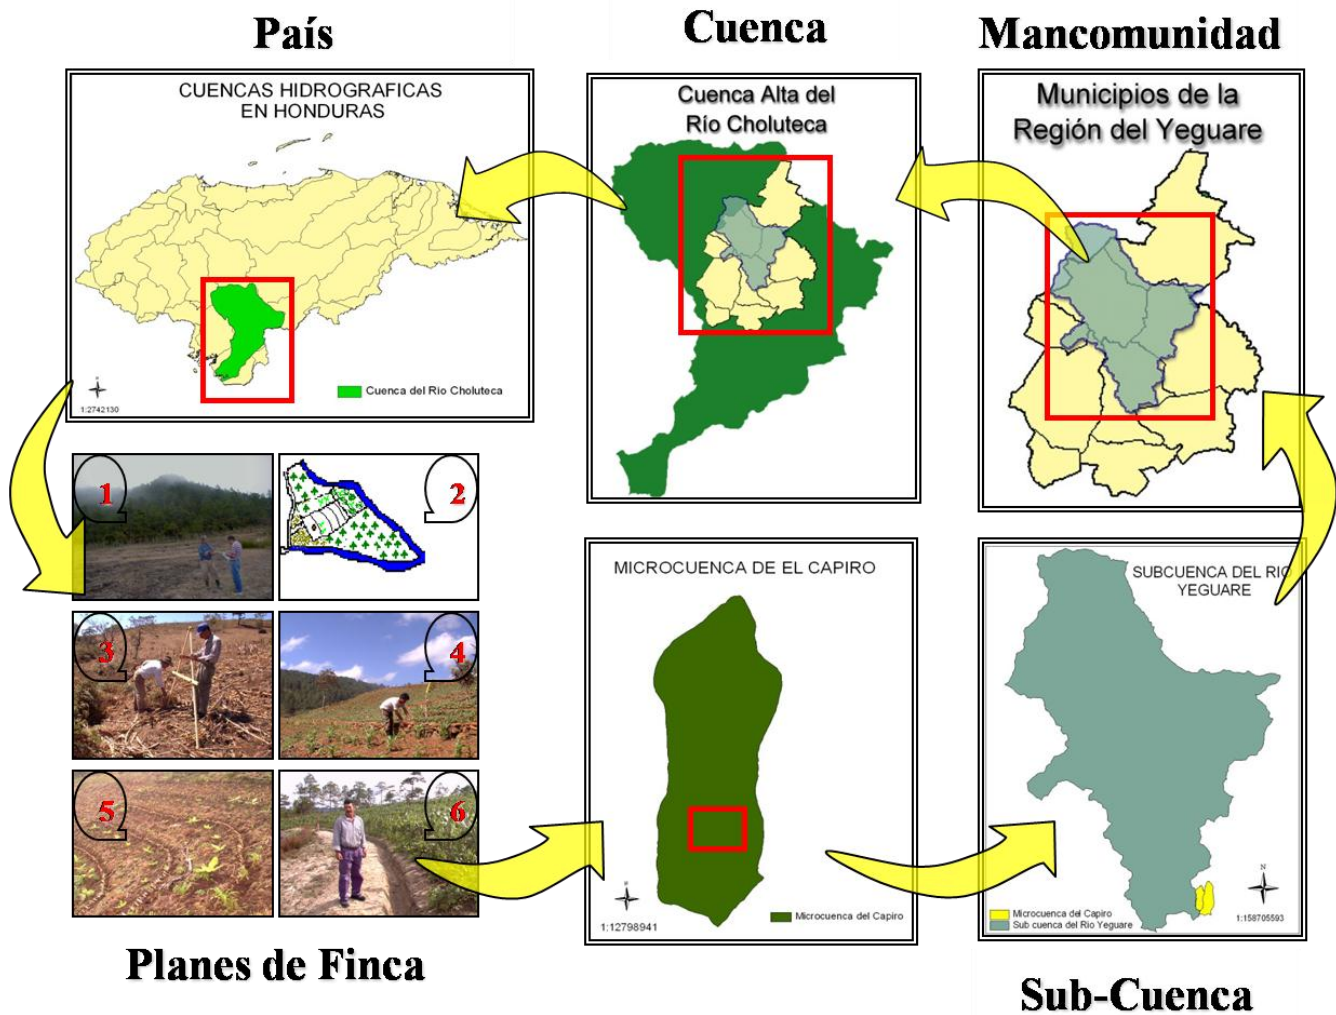 País
Cuenca
Mancomunidad
CUENCAS HIDROGRAFICAS
EN HONDURAS
Cuenca del Rio Choluteca
1:2742130
Cuenca Alta del
Río Choluteca
Municipios de la
Región del Yeguare
1
2
3
4
5
6
Planes de Finca
MICROCUENCA DE EL CAPIRO
Microcuenca del Capiro
1:12798941
SUBCUENCA DEL RIO
YEGUARE
N
Microcuenca del Capiro
Sub cuenca del Rio Yeguare
1:158705593
Sub-Cuenca